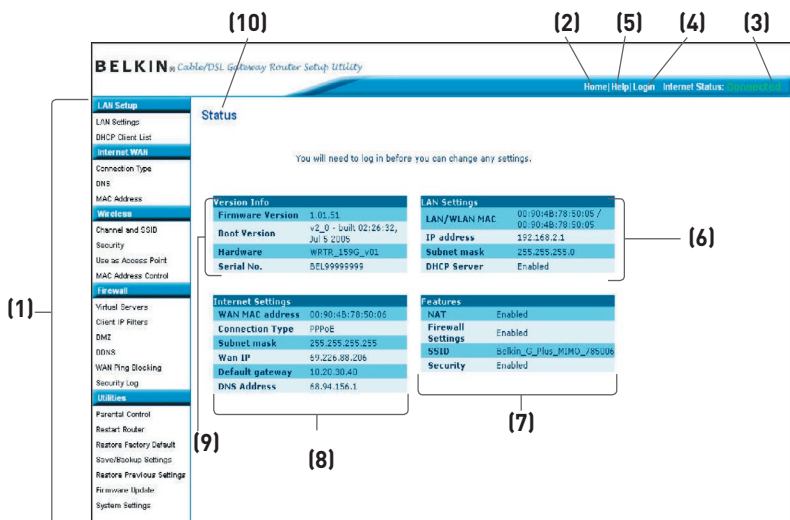 (10)
(2)
(5)
(4)
(3)
BELKIN® Cable/DSL Gateway Router Setup Utility
Home|Help|Login Internet Status: Connected
(1)
LAN Setup
LAN Settings
DHCP Client List
Internet WAN
Connection Type
DNS
MAC Address
Wireless
Channel and SSID
Security
Use as Access Point
MAC Address Control
Firewall
Virtual Servers
Client IP Filters
DMZ
DDNS
WAN Ping Blocking
Security Log
Utilities
Parental Control
Restart Router
Restore Factory Default
Save/Backup Settings
Restore Previous Settings
Firmware Update
System Settings
Status
You will need to log in before you can change any settings.
Version Info
Firmware Version 1.01.51
Boot Version v2_0 - built 02:26:32,
Jul 5 2005
Hardware WRTR_159G_v01
Serial No. BEL99999999
(9)
LAN Settings
LAN/WLAN MAC 00:90:4B:78:50:05 /
00:90:4B:78:50:05
IP address 192.168.2.1
Subnet mask 255.255.255.0
DHCP Server Enabled
(6)
Internet Settings
WAN MAC address 00:90:4B:78:50:06
Connection Type PPPoE
Subnet mask 255.255.255.255
Wan IP 69.226.88.206
Default gateway 10.20.30.40
DNS Address 68.94.156.1
(8)
Features
NAT Enabled
Firewall
Settings Enabled
SSID Belkin_G_Plus_MIMO_785006
Security Enabled
(7)